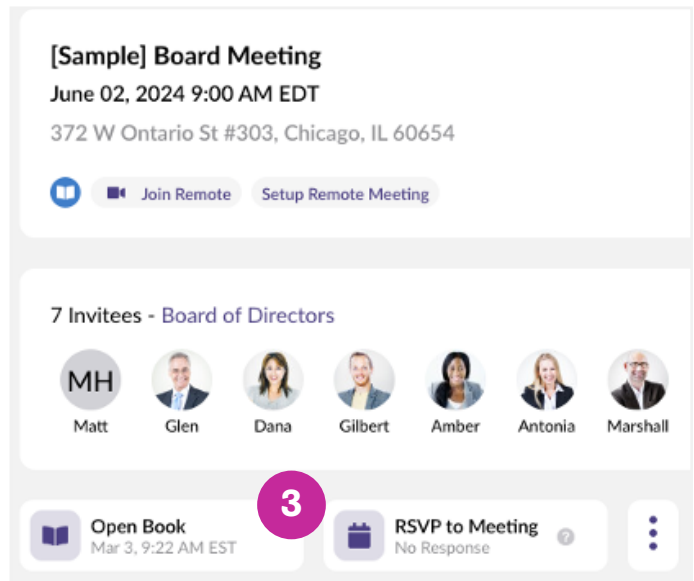 [Sample] Board Meeting
June 02, 2024 9:00 AM EDT
372 W Ontario St #303, Chicago, IL 60654
Join Remote Setup Remote Meeting
7 Invitees - Board of Directors
MH
Matt Glen Dana Gilbert Amber Antonia Marshall
3
Open Book RSVP to Meeting ?
Mar 3, 9:22 AM EST No Response